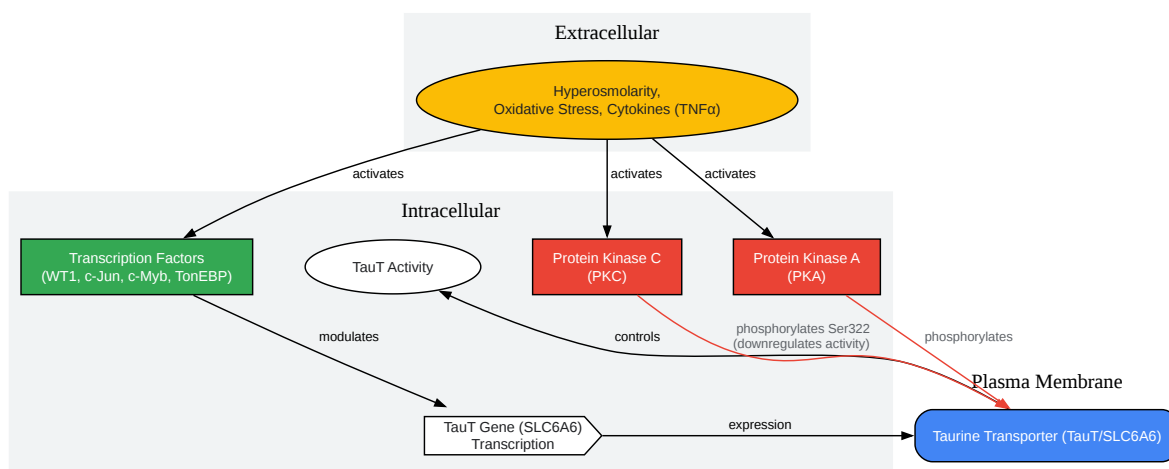 Extracellular
Hyperosmolarity,
Oxidative Stress, Cytokines (TNFα)
activates
activates
activates
Intracellular
Transcription Factors
(WT1, c-Jun, c-Myb, TonEBP)
TauT Activity
Protein Kinase C
(PKC)
Protein Kinase A
(PKA)
modulates
controls
phosphorylates Ser322
(downregulates activity)
phosphorylates
Plasma Membrane
TauT Gene (SLC6A6)
Transcription
expression
Taurine Transporter (TauT/SLC6A6)